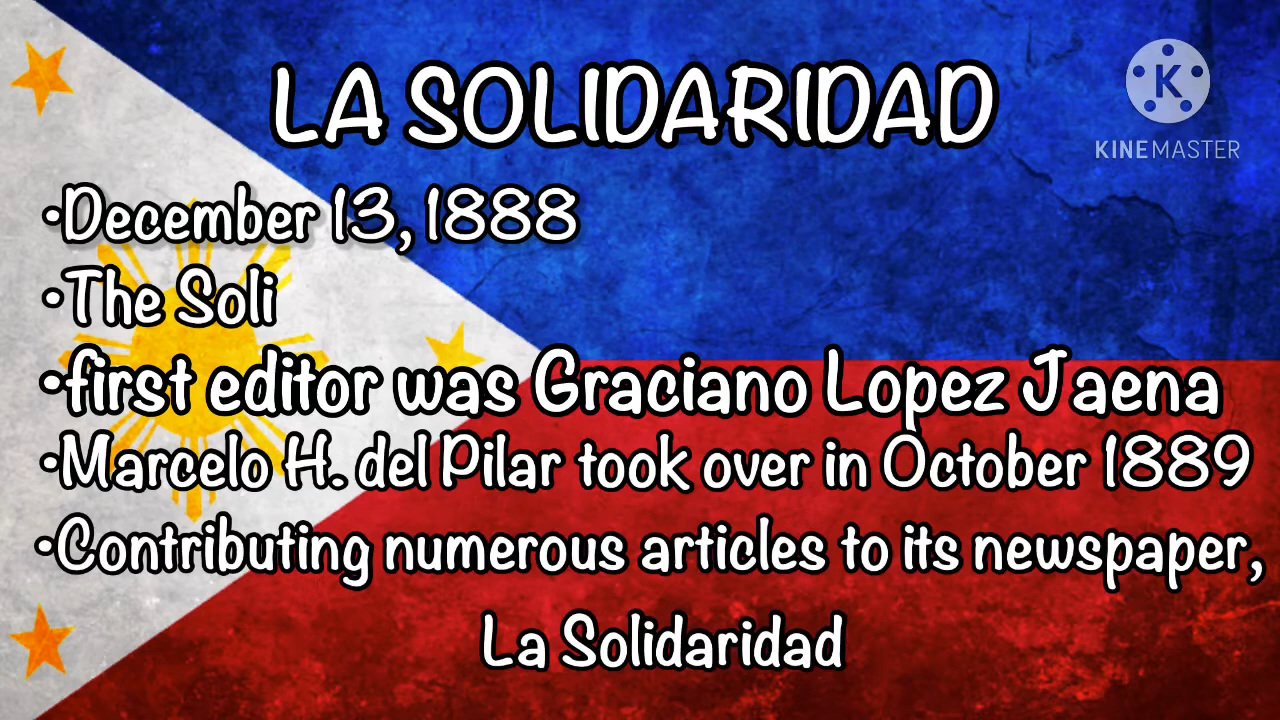 LA SOLIDARIDAD
K
KINEMASTER
•December 13, 1888
•The Soli
•first editor was Graciano Lopez Jaena
•Marcelo H. del Pilar took over in October 1889
•Contributing numerous articles to its newspaper,
La Solidaridad